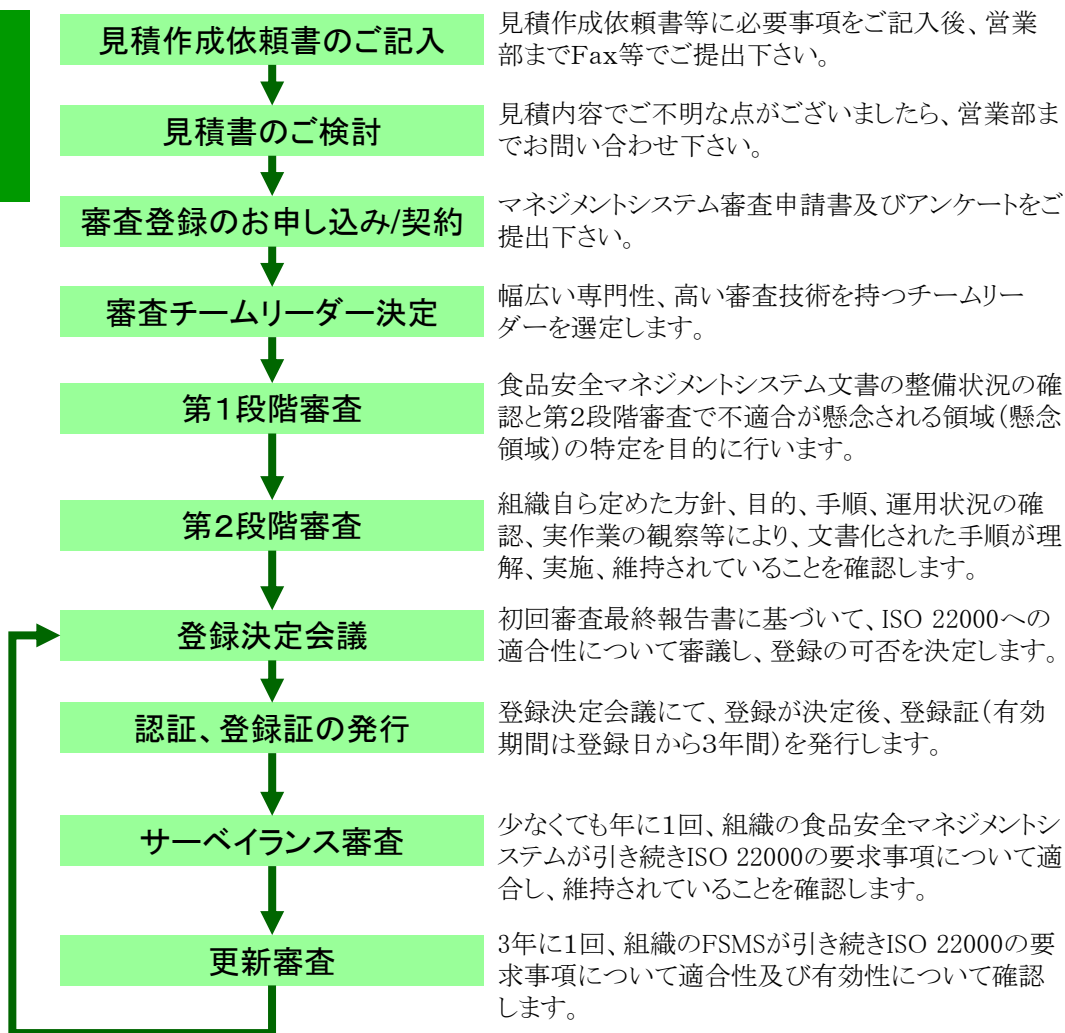 見積作成依頼書のご記入
見積作成依頼書等に必要事項をご記入後、営業
部までFax等でご提出下さい。
見積書のご検討
見積内容でご不明な点がございましたら、営業部ま
でお問い合わせ下さい。
審査登録のお申し込み/契約
マネジメントシステム審査申請書及びアンケートをご
提出下さい。
審査チームリーダー決定
幅広い専門性、高い審査技術を持つチームリー
ダーを選定します。
第1段階審査
食品安全マネジメントシステム文書の整備状況の確
認と第2段階審査で不適合が懸念される領域(懸念
領域)の特定を目的に行います。
第2段階審査
組織自ら定めた方針、目的、手順、運用状況の確
認、実作業の観察等により、文書化された手順が理
解、実施、維持されていることを確認します。
登録決定会議
初回審査最終報告書に基づいて、ISO 22000への
適合性について審議し、登録の可否を決定します。
認証、登録証の発行
登録決定会議にて、登録が決定後、登録証(有効
期間は登録日から3年間)を発行します。
サーベイランス審査
少なくても年に1回、組織の食品安全マネジメントシ
ステムが引き続きISO 22000の要求事項について適
合し、維持されていることを確認します。
更新審査
3年に1回、組織のFSMSが引き続きISO 22000の要
求事項について適合性及び有効性について確認
します。